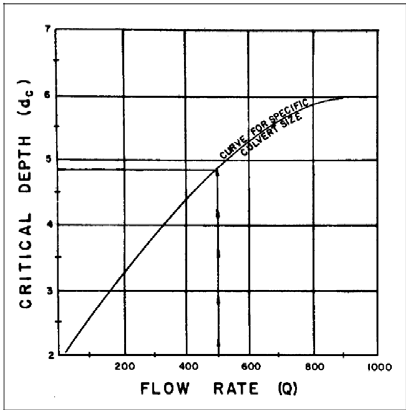 7
6
5
4
3
2
CRITICAL DEPTH (dc)
CURVE FOR SPECIFIC
CULVERT SIZE
200 400 600 800 1000
FLOW RATE (Q)